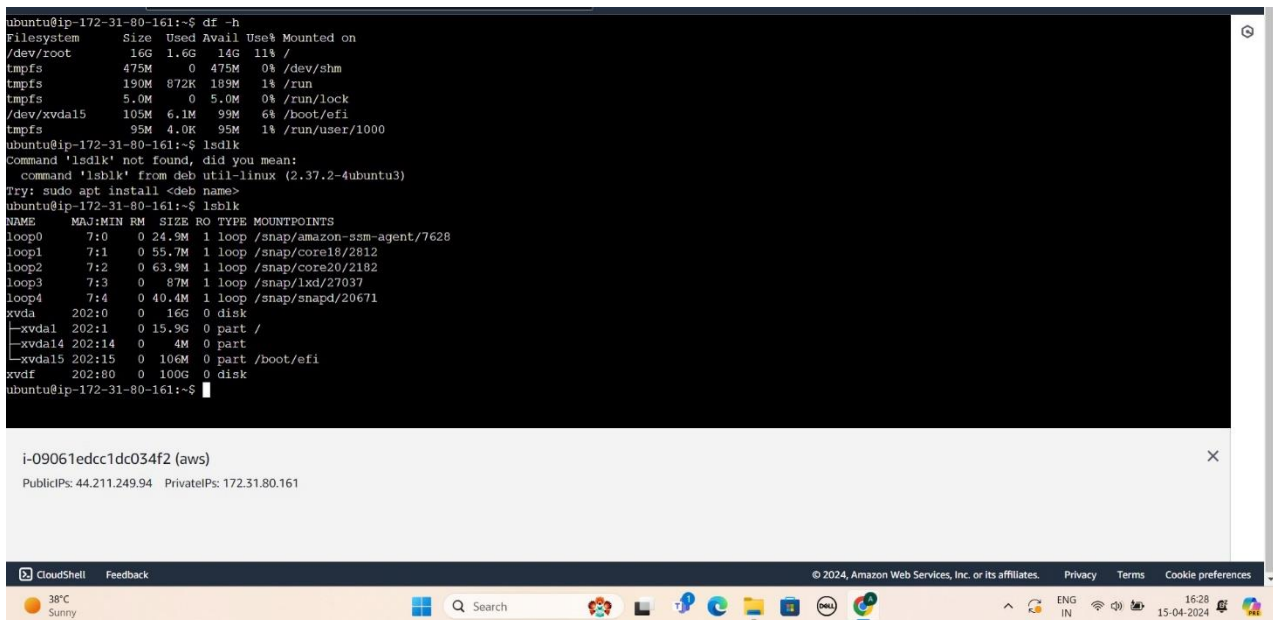 ubuntu@ip-172-31-80-161:~$ df -h
Filesystem Size Used Avail Use% Mounted on
/dev/root 16G 1.6G 14G 11% /
tmpfs 475M 0 475M 0% /dev/shm
tmpfs 190M 872K 189M 1% /run
tmpfs 5.0M 0 5.0M 0% /run/lock
/dev/xvda15 105M 6.1M 99M 6% /boot/efi
tmpfs 95M 4.0K 95M 1% /run/user/1000
ubuntu@ip-172-31-80-161:~$ lsdlk
Command 'lsdlk' not found, did you mean:
command 'lsblk' from deb util-linux (2.37.2-4ubuntu3)
Try: sudo apt install <deb name>
ubuntu@ip-172-31-80-161:~$ lsblk
NAME MAJ:MIN RM SIZE RO TYPE MOUNTPOINTS
loop0 7:0 0 24.9M 1 loop /snap/amazon-ssm-agent/7628
loop1 7:1 0 55.7M 1 loop /snap/core18/2812
loop2 7:2 0 63.9M 1 loop /snap/core20/2182
loop3 7:3 0 87M 1 loop /snap/lxd/27037
loop4 7:4 0 40.4M 1 loop /snap/snapd/20671
xvda 202:0 0 16G 0 disk
├─xvda1 202:1 0 15.9G 0 part /
├─xvda14 202:14 0 4M 0 part
└─xvda15 202:15 0 106M 0 part /boot/efi
xvdf 202:80 0 100G 0 disk
ubuntu@ip-172-31-80-161:~$
i-09061edcc1dc034f2 (aws)
PublicIPs: 44.211.249.94 PrivateIPs: 172.31.80.161
CloudShell Feedback © 2024, Amazon Web Services, Inc. or its affiliates. Privacy Terms Cookie preferences
38°C
Sunny
Search
DELL
ENG
IN
16:28
15-04-2024
PRE